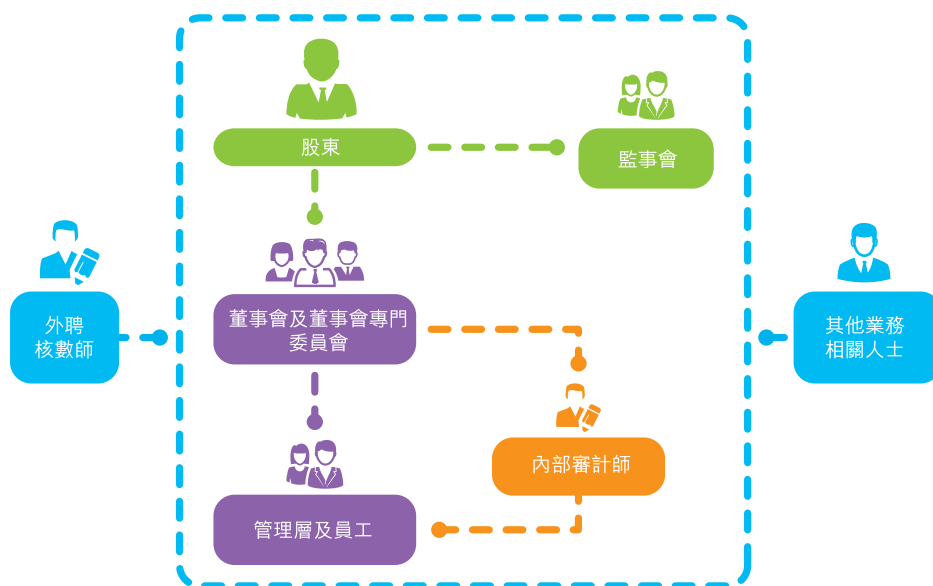 股東
監事會
外聘
核數師
董事會及董事會專門
委員會
其他業務
相關人士
內部審計師
管理層及員工